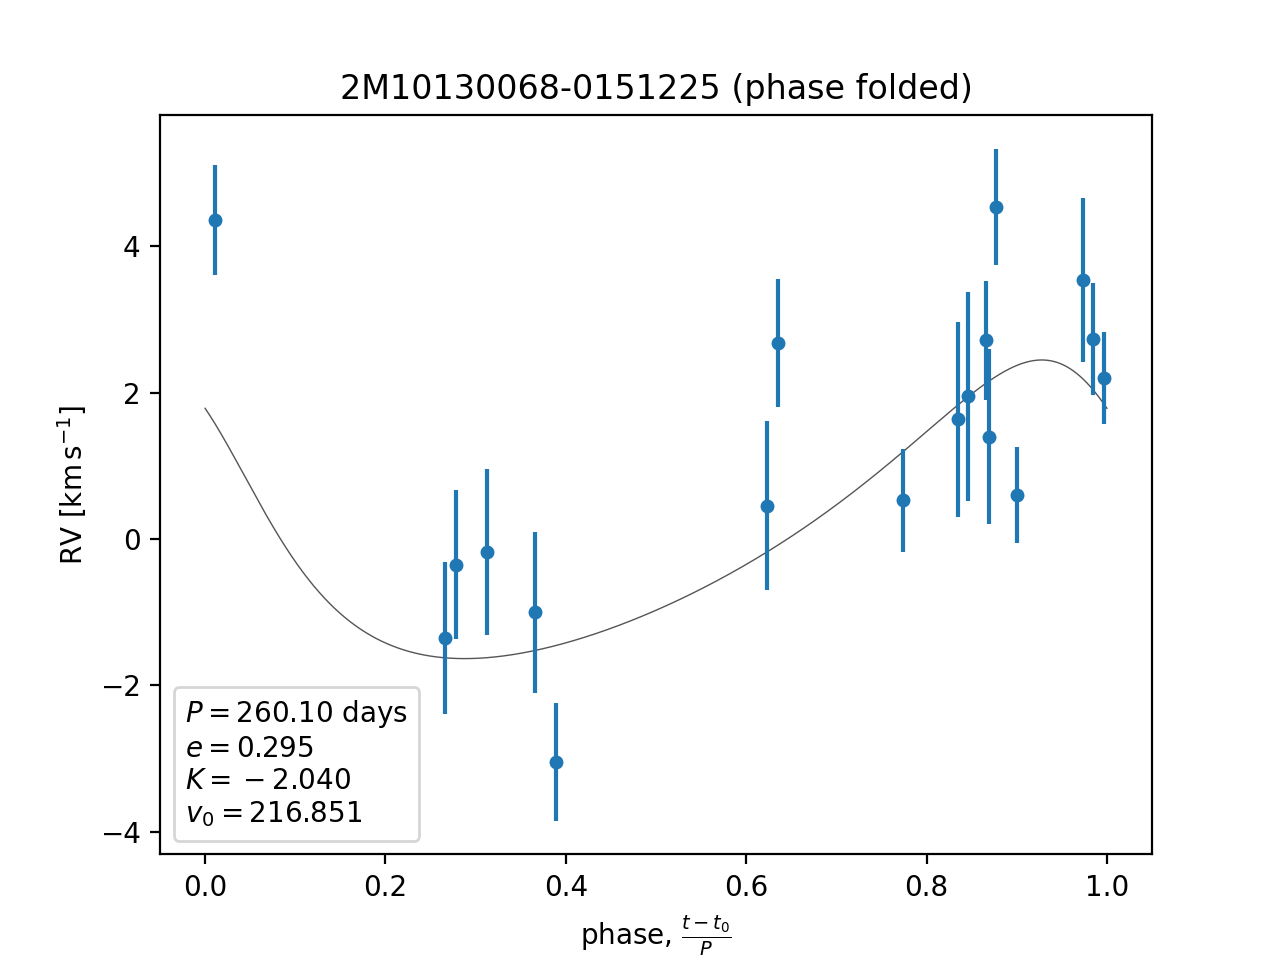 2M10130068-0151225 (phase folded)
RV [km s⁻¹]
4
2
0
−2
−4
P = 260.10 days
e = 0.295
K = −2.040
v₀ = 216.851
0.0 0.2 0.4 0.6 0.8 1.0
phase, (t − t₀)/P